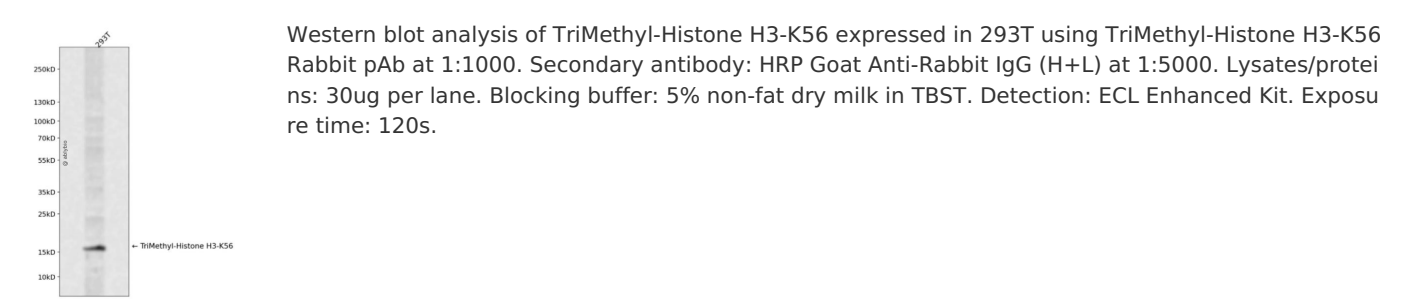 293T
Western blot analysis of TriMethyl-Histone H3-K56 expressed in 293T using TriMethyl-Histone H3-K56
Rabbit pAb at 1:1000. Secondary antibody: HRP Goat Anti-Rabbit IgG (H+L) at 1:5000. Lysates/protei
ns: 30ug per lane. Blocking buffer: 5% non-fat dry milk in TBST. Detection: ECL Enhanced Kit. Exposu
re time: 120s.
250kD
130kD
100kD
70kD
55kD
35kD
25kD
15kD
10kD
← TriMethyl-Histone H3-K56